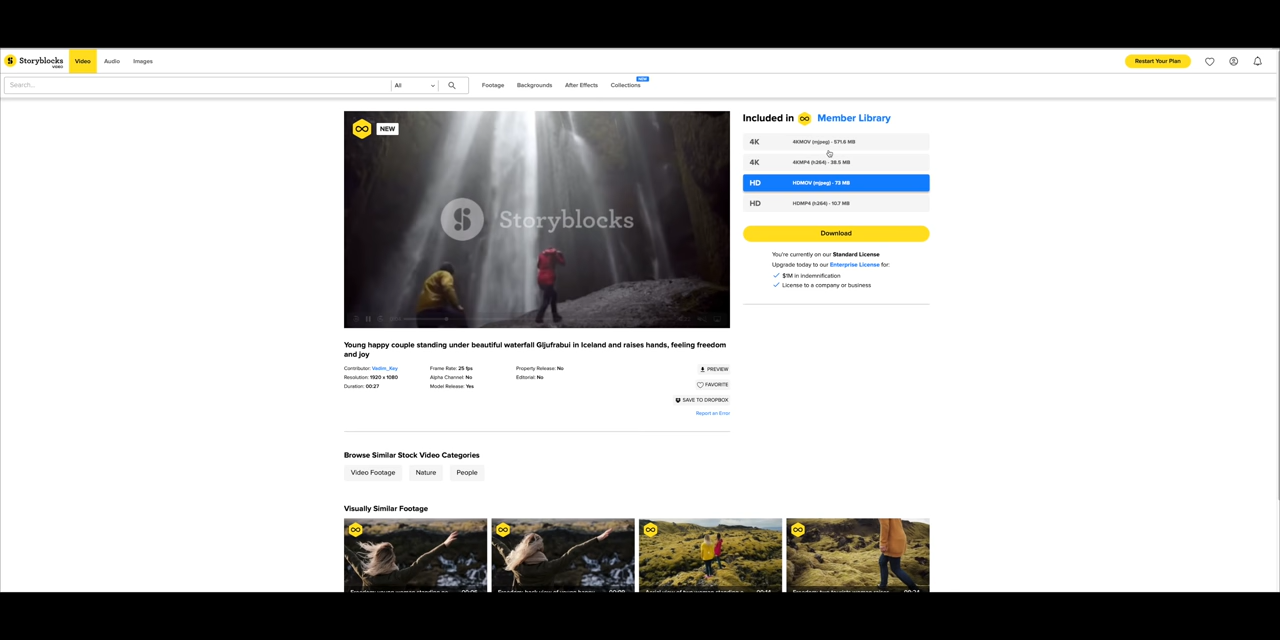 Storyblocks
VIDEO
Video
Audio
Images
Restart Your Plan
Search...
All
Footage
Backgrounds
After Effects
Collections
NEW
NEW
Storyblocks
Included in Member Library
4K 4KMOV (mjpeg) - 571.6 MB
4K 4KMP4 (h264) - 38.5 MB
HD HDMOV (mjpeg) - 73 MB
HD HDMP4 (h264) - 10.7 MB
Download
You're currently on our Standard License
Upgrade today to our Enterprise License for:
$1M in indemnification
License to a company or business
Young happy couple standing under beautiful waterfall Gljufrabui in Iceland and raises hands, feeling freedom
and joy
Contributor: Vadim_Key
Resolution: 1920 x 1080
Duration: 00:27
Frame Rate: 25 fps
Alpha Channel: No
Model Release: Yes
Property Release: No
Editorial: No
PREVIEW
FAVORITE
SAVE TO DROPBOX
Report an Error
Browse Similar Stock Video Categories
Video Footage
Nature
People
Visually Similar Footage